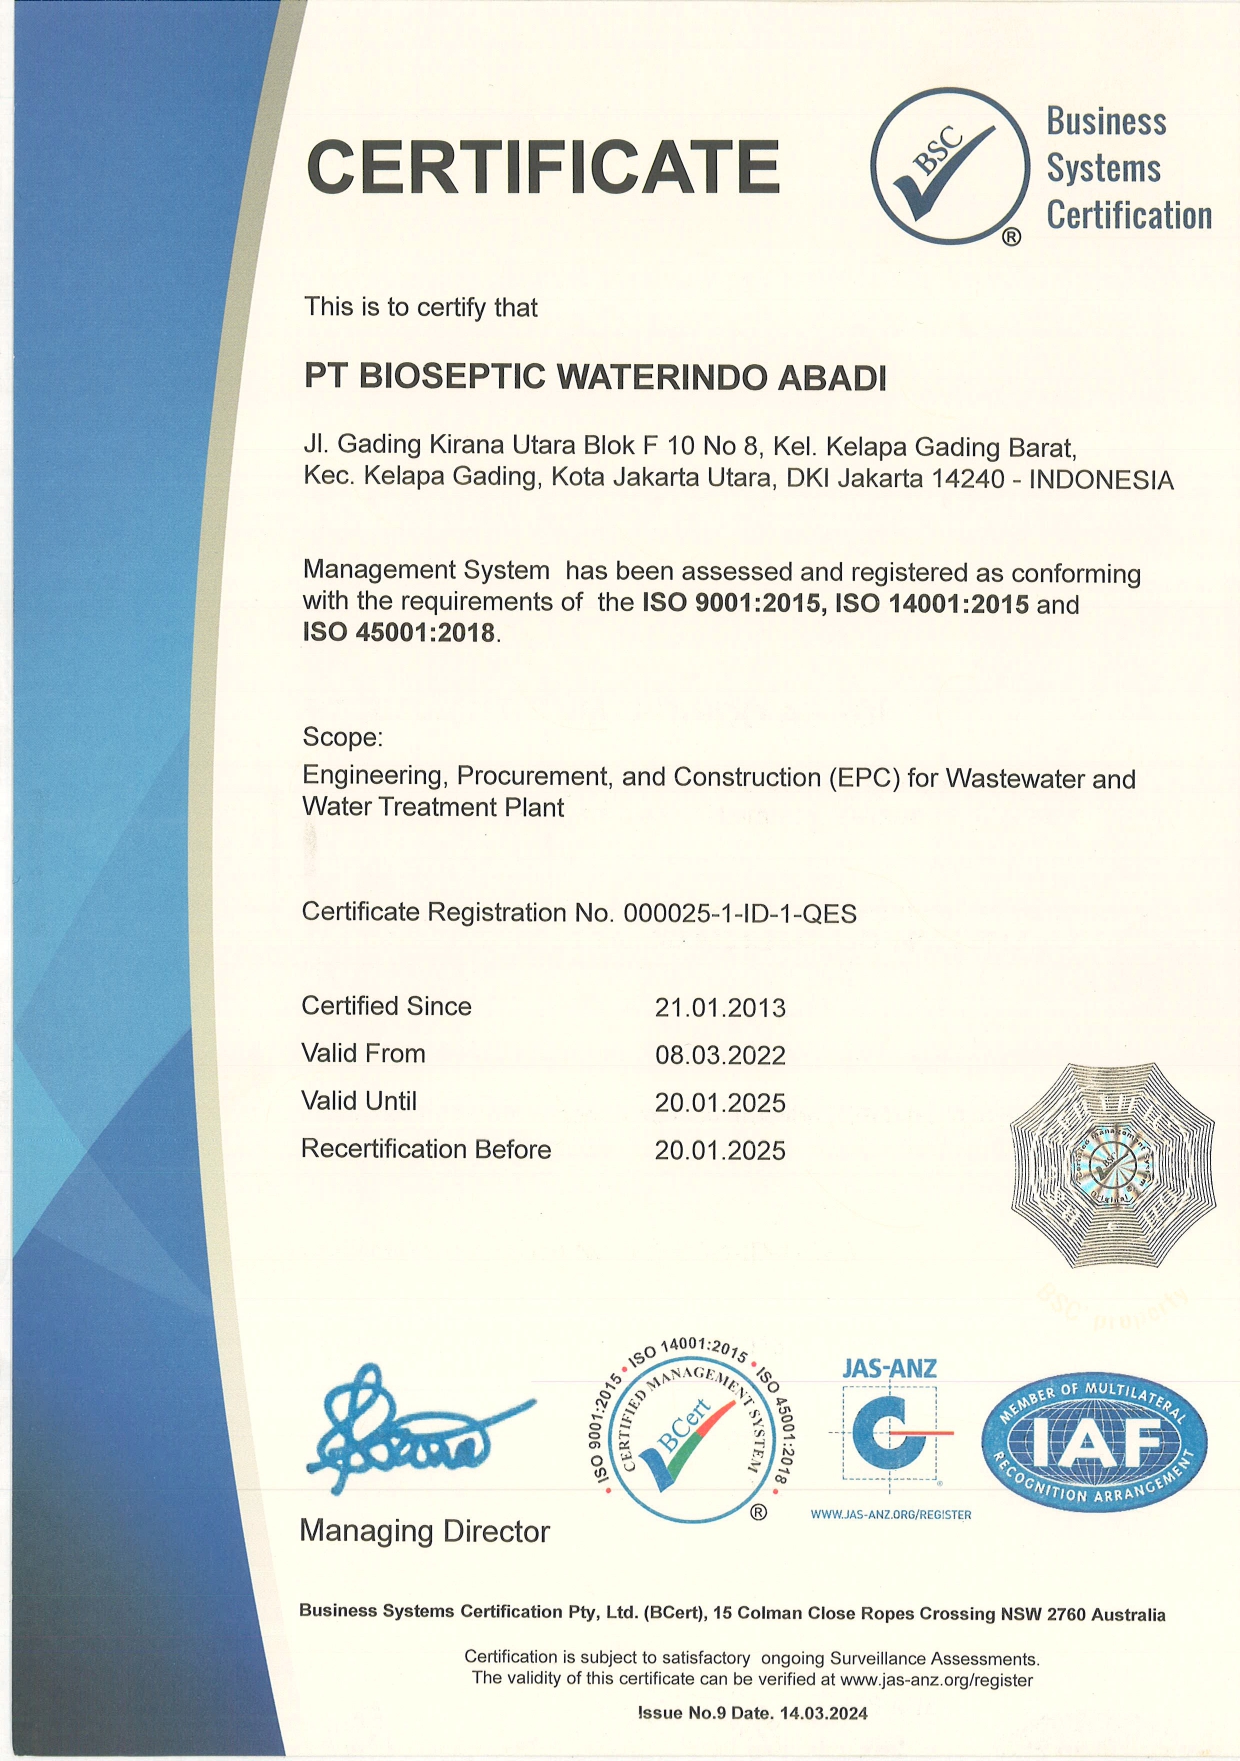 CERTIFICATE
BSC
®
Business
Systems
Certification
This is to certify that
PT BIOSEPTIC WATERINDO ABADI
Jl. Gading Kirana Utara Blok F 10 No 8, Kel. Kelapa Gading Barat,
Kec. Kelapa Gading, Kota Jakarta Utara, DKI Jakarta 14240 - INDONESIA
Management System has been assessed and registered as conforming
with the requirements of the ISO 9001:2015, ISO 14001:2015 and
ISO 45001:2018.
Scope:
Engineering, Procurement, and Construction (EPC) for Wastewater and
Water Treatment Plant
Certificate Registration No. 000025-1-ID-1-QES
Certified Since 21.01.2013
Valid From 08.03.2022
Valid Until 20.01.2025
Recertification Before 20.01.2025
Certified Management System
BSC
Original
BSC property
• ISO 9001:2015 • ISO 14001:2015 • ISO 45001:2018 •
CERTIFIED MANAGEMENT SYSTEM
BCert
®
JAS-ANZ
®
WWW.JAS-ANZ.ORG/REGISTER
MEMBER OF MULTILATERAL
IAF
RECOGNITION ARRANGEMENT
Managing Director
Business Systems Certification Pty, Ltd. (BCert), 15 Colman Close Ropes Crossing NSW 2760 Australia
Certification is subject to satisfactory ongoing Surveillance Assessments.
The validity of this certificate can be verified at www.jas-anz.org/register
Issue No.9 Date. 14.03.2024